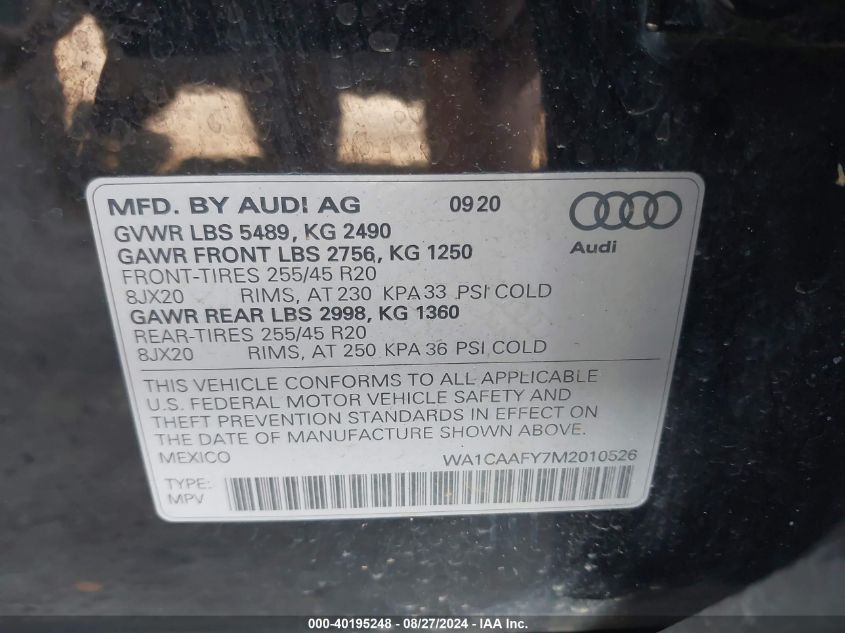 MFD. BY AUDI AG 0920
Audi
GVWR LBS 5489, KG 2490
GAWR FRONT LBS 2756, KG 1250
FRONT-TIRES 255/45 R20
8JX20 RIMS, AT 230 KPA 33 PSI COLD
GAWR REAR LBS 2998, KG 1360
REAR-TIRES 255/45 R20
8JX20 RIMS, AT 250 KPA 36 PSI COLD
THIS VEHICLE CONFORMS TO ALL APPLICABLE
U.S. FEDERAL MOTOR VEHICLE SAFETY AND
THEFT PREVENTION STANDARDS IN EFFECT ON
THE DATE OF MANUFACTURE SHOWN ABOVE.
MEXICO WA1CAAFY7M2010526
TYPE:
MPV
000-40195248 - 08/27/2024 - WWW.IAAI.COM